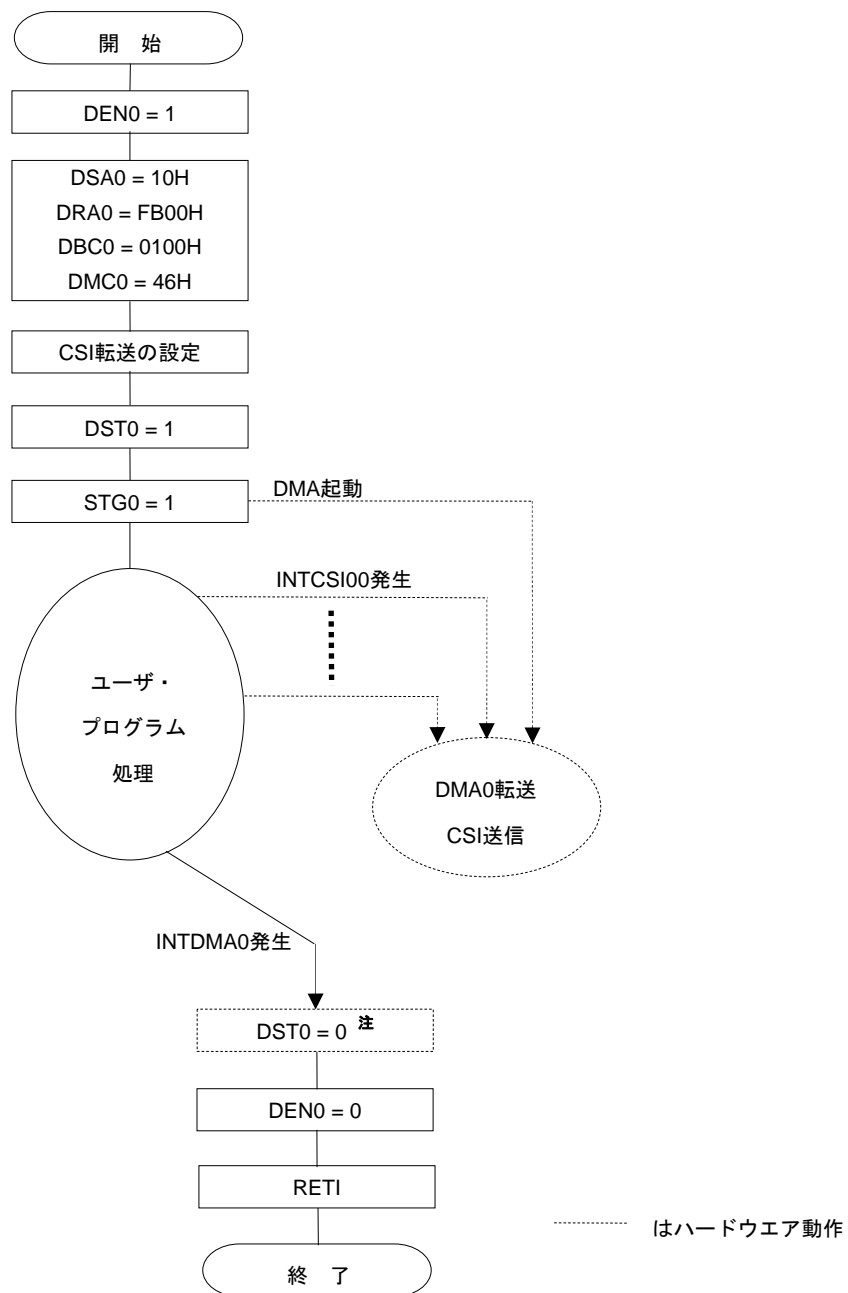 開 始
DEN0 = 1
DSA0 = 10H
DRA0 = FB00H
DBC0 = 0100H
DMC0 = 46H
CSI転送の設定
DST0 = 1
STG0 = 1
DMA起動
INTCSI00発生
ユーザ・
プログラム
処理
DMA0転送
CSI送信
INTDMA0発生
DST0 = 0 注
DEN0 = 0
RETI
はハードウエア動作
終 了